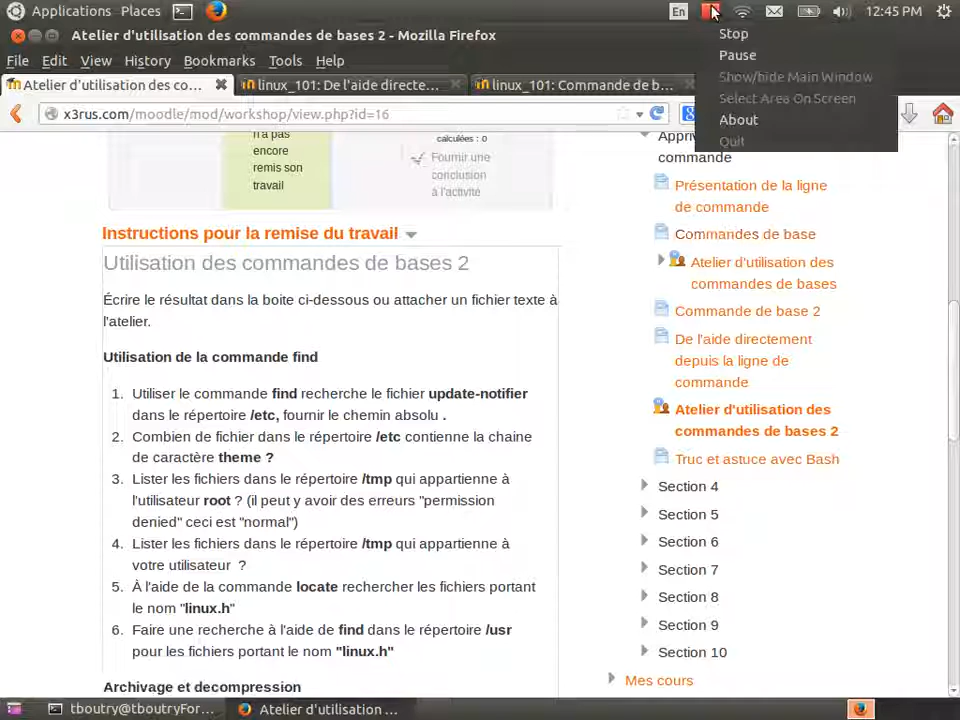 Applications Places En 12:45 PM
Atelier d'utilisation des commandes de bases 2 - Mozilla Firefox
File Edit View History Bookmarks Tools Help
Stop
Pause
Show/hide Main Window
Select Area On Screen
About
Quit
Atelier d'utilisation des co... linux_101: De l'aide directe... linux_101: Commande de b...
x3rus.com/moodle/mod/workshop/view.php?id=16
n'a pas
encore
remis son
travail
calculées : 0
Fournir une
conclusion
à l'activité
Instructions pour la remise du travail
Utilisation des commandes de bases 2
Écrire le résultat dans la boite ci-dessous ou attacher un fichier texte à
l'atelier.
Utilisation de la commande find
1. Utiliser le commande find recherche le fichier update-notifier
dans le répertoire /etc, fournir le chemin absolu .
2. Combien de fichier dans le répertoire /etc contienne la chaine
de caractère theme ?
3. Lister les fichiers dans le répertoire /tmp qui appartienne à
l'utilisateur root ? (il peut y avoir des erreurs "permission
denied" ceci est "normal")
4. Lister les fichiers dans le répertoire /tmp qui appartienne à
votre utilisateur ?
5. À l'aide de la commande locate rechercher les fichiers portant
le nom "linux.h"
6. Faire une recherche à l'aide de find dans le répertoire /usr
pour les fichiers portant le nom "linux.h"
Archivage et decompression
commande
Présentation de la ligne
de commande
Commandes de base
Atelier d'utilisation des
commandes de bases
Commande de base 2
De l'aide directement
depuis la ligne de
commande
Atelier d'utilisation des
commandes de bases 2
Truc et astuce avec Bash
Section 4
Section 5
Section 6
Section 7
Section 8
Section 9
Section 10
Mes cours
tboutry@tboutryFor... Atelier d'utilisation ...